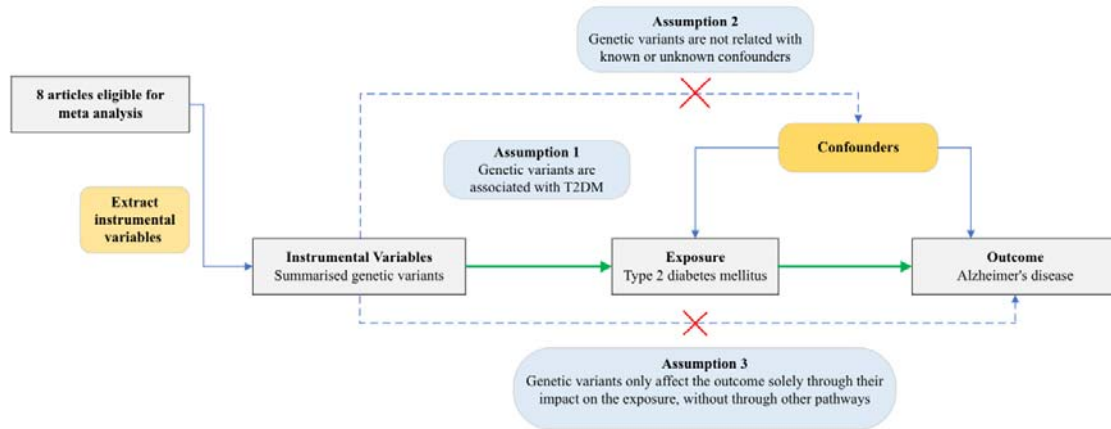 Assumption 2
Genetic variants are not related with
known or unknown confounders
8 articles eligible for
meta analysis
Assumption 1
Genetic variants are
associated with T2DM
Confounders
Extract
instrumental
variables
Instrumental Variables
Summarised genetic variants
Exposure
Type 2 diabetes mellitus
Outcome
Alzheimer's disease
Assumption 3
Genetic variants only affect the outcome solely through their
impact on the exposure, without through other pathways